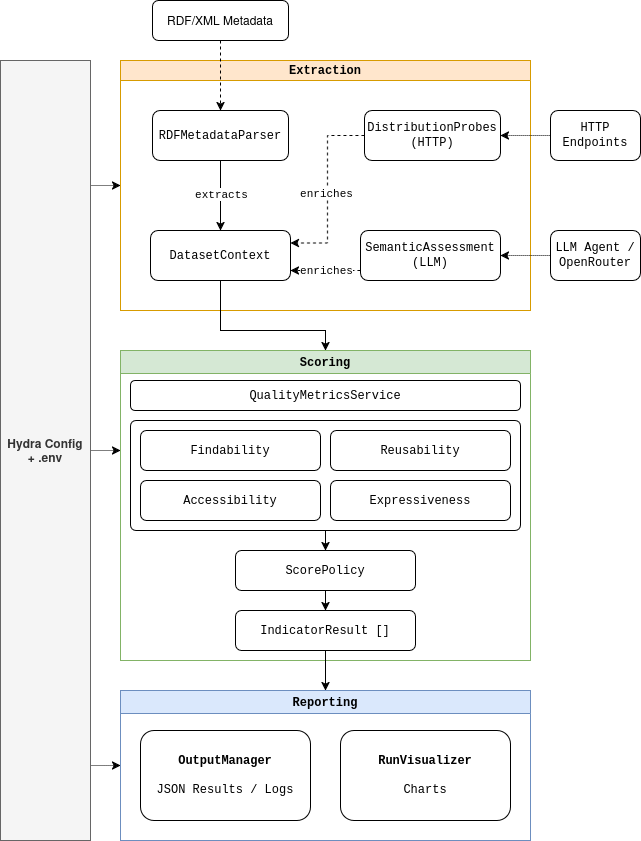 RDF/XML Metadata
Extraction
RDFMetadataParser
DistributionProbes
(HTTP)
HTTP
Endpoints
extracts
enriches
DatasetContext
enriches
SemanticAssessment
(LLM)
LLM Agent /
OpenRouter
Hydra Config
+ .env
Scoring
QualityMetricsService
Findability
Reusability
Accessibility
Expressiveness
ScorePolicy
IndicatorResult []
Reporting
OutputManager
JSON Results / Logs
RunVisualizer
Charts